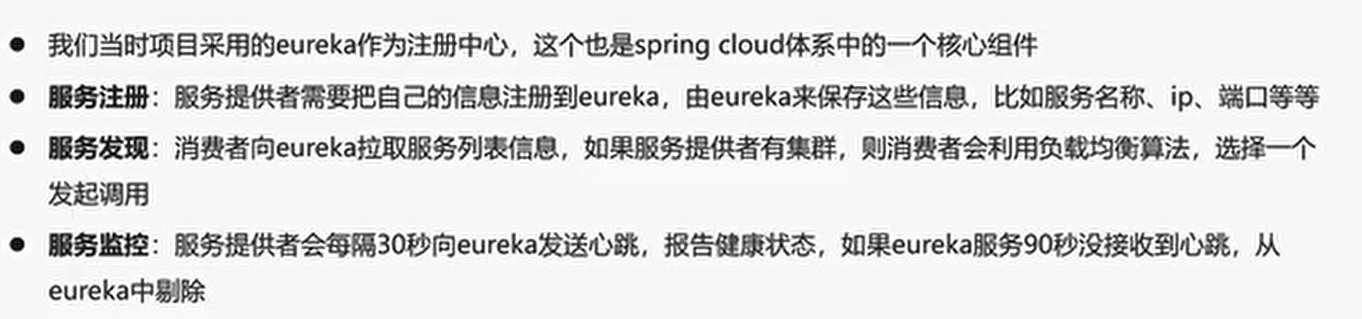 ● 我们当时项目采用的eureka作为注册中心，这个也是spring cloud体系中的一个核心组件
● 服务注册：服务提供者需要把自己的信息注册到eureka，由eureka来保存这些信息，比如服务名称、ip、端口等等
● 服务发现：消费者向eureka拉取服务列表信息，如果服务提供者有集群，则消费者会利用负载均衡算法，选择一个
发起调用
● 服务监控：服务提供者会每隔30秒向eureka发送心跳，报告健康状态，如果eureka服务90秒没接收到心跳，从
eureka中剔除